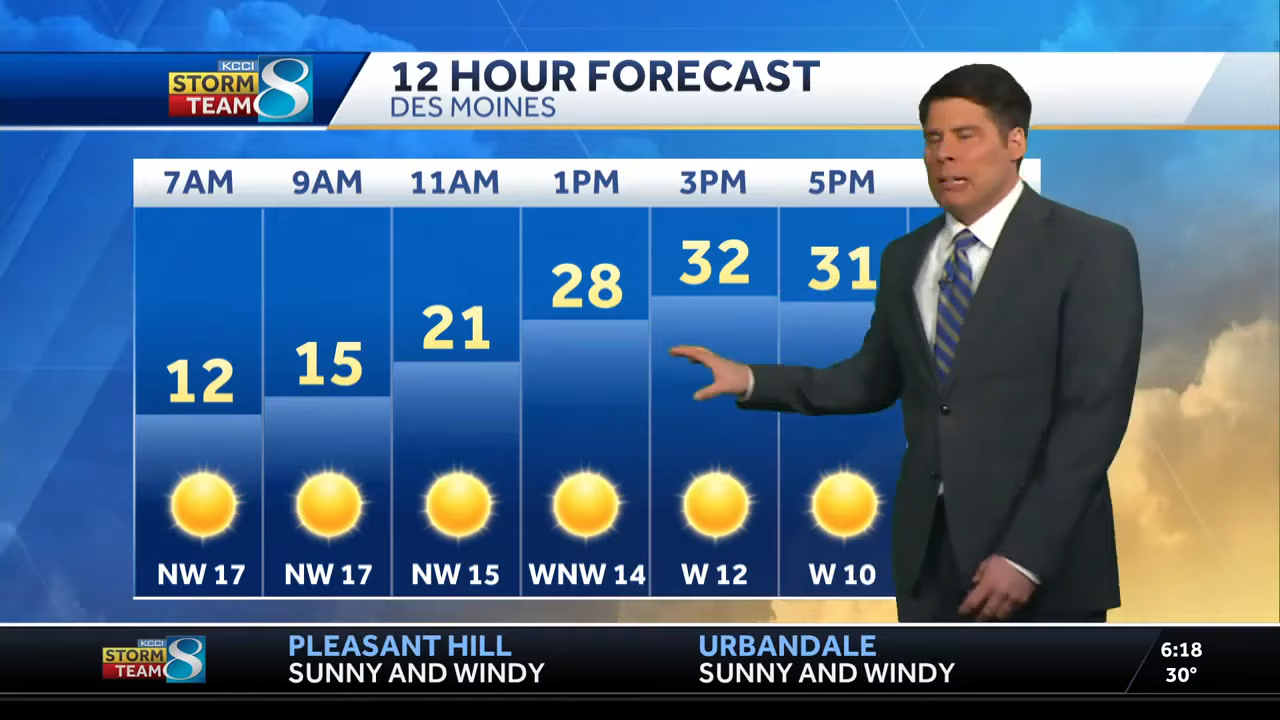 KCCI
STORM
TEAM 8
12 HOUR FORECAST
DES MOINES
7AM 9AM 11AM 1PM 3PM 5PM
12 15 21 28 32 31
NW 17 NW 17 NW 15 WNW 14 W 12 W 10
KCCI
STORM
TEAM 8
PLEASANT HILL
SUNNY AND WINDY
URBANDALE
SUNNY AND WINDY
6:18
30°